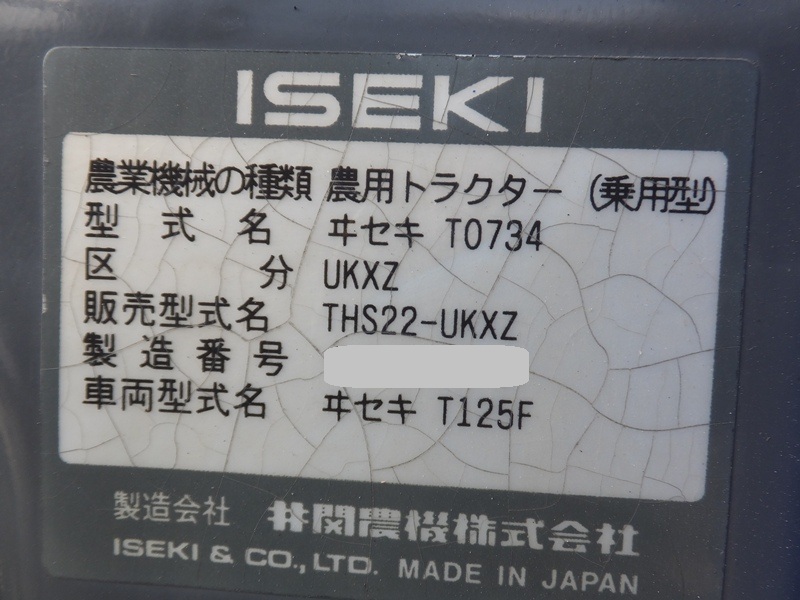 ISEKI
農業機械の種類 農用トラクター (乗用型)
型式名 ヰセキ T0734
区分 UKXZ
販売型式名 THS22-UKXZ
製造番号
車両型式名 ヰセキ T125F
製造会社 井関農機株式会社
ISEKI & CO.,LTD. MADE IN JAPAN